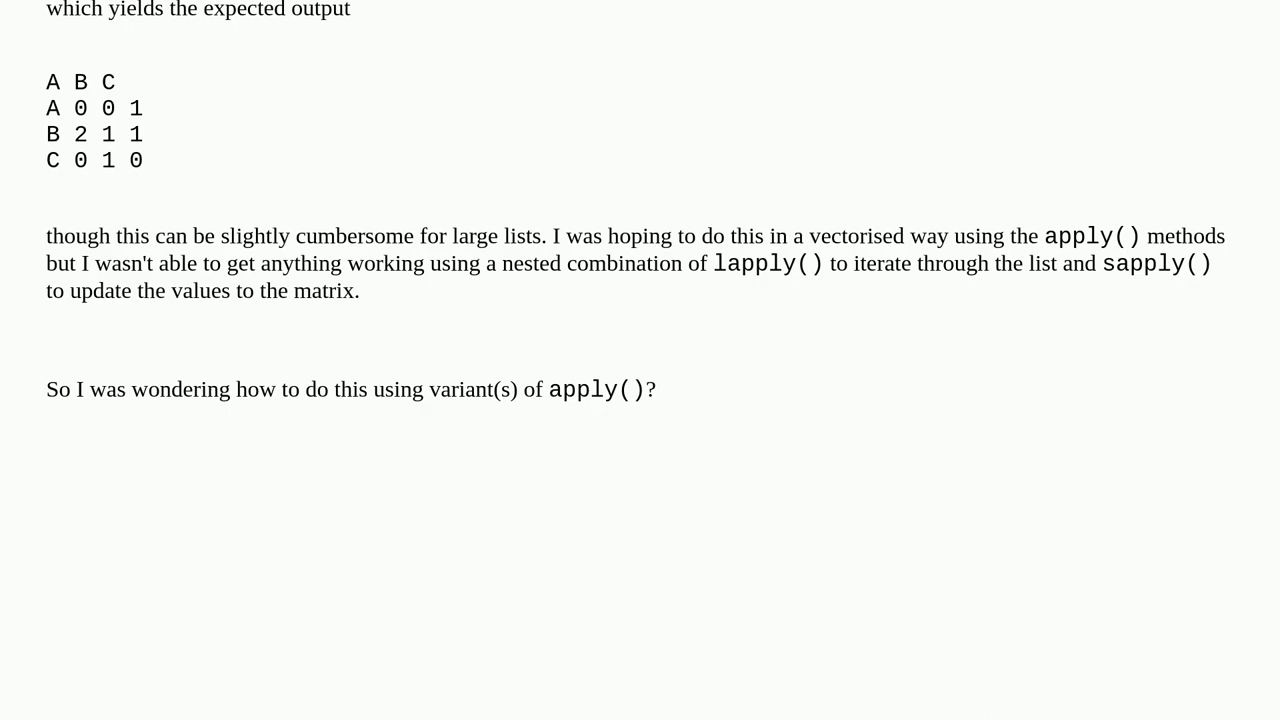 which yields the expected output
A B C
A 0 0 1
B 2 1 1
C 0 1 0
though this can be slightly cumbersome for large lists. I was hoping to do this in a vectorised way using the apply() methods
but I wasn't able to get anything working using a nested combination of lapply() to iterate through the list and sapply()
to update the values to the matrix.
So I was wondering how to do this using variant(s) of apply()?